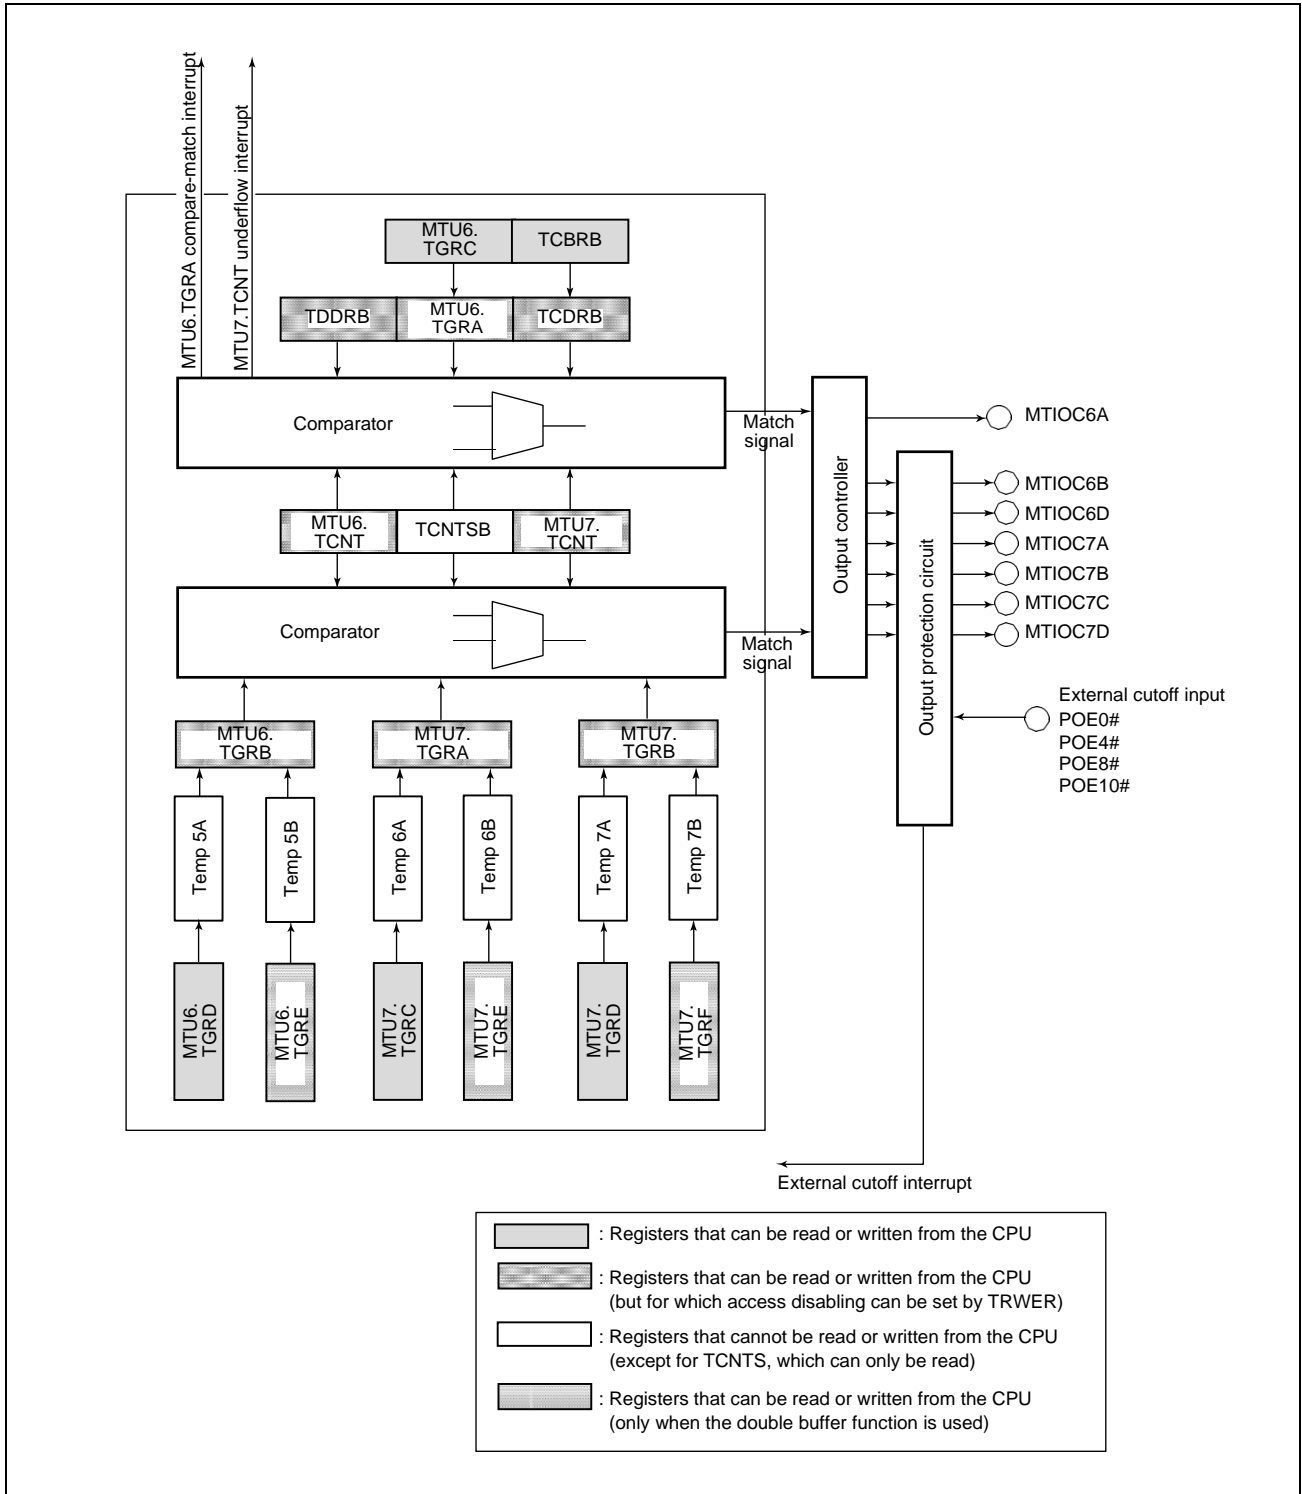 MTU6.TGRA compare-match interrupt
MTU7.TCNT underflow interrupt
MTU6.
TGRC
TCBRB
TDDRB
MTU6.
TGRA
TCDRB
Comparator
Match
signal
MTU6.
TCNT
TCNTSB
MTU7.
TCNT
Comparator
Match
signal
Output controller
Output protection circuit
MTIOC6A
MTIOC6B
MTIOC6D
MTIOC7A
MTIOC7B
MTIOC7C
MTIOC7D
External cutoff input
POE0#
POE4#
POE8#
POE10#
MTU6.
TGRB
MTU7.
TGRA
MTU7.
TGRB
Temp 5A
Temp 5B
Temp 6A
Temp 6B
Temp 7A
Temp 7B
MTU6.
TGRD
MTU6.
TGRE
MTU7.
TGRC
MTU7.
TGRE
MTU7.
TGRD
MTU7.
TGRF
External cutoff interrupt
: Registers that can be read or written from the CPU
: Registers that can be read or written from the CPU
(but for which access disabling can be set by TRWER)
: Registers that cannot be read or written from the CPU
(except for TCNTS, which can only be read)
: Registers that can be read or written from the CPU
(only when the double buffer function is used)